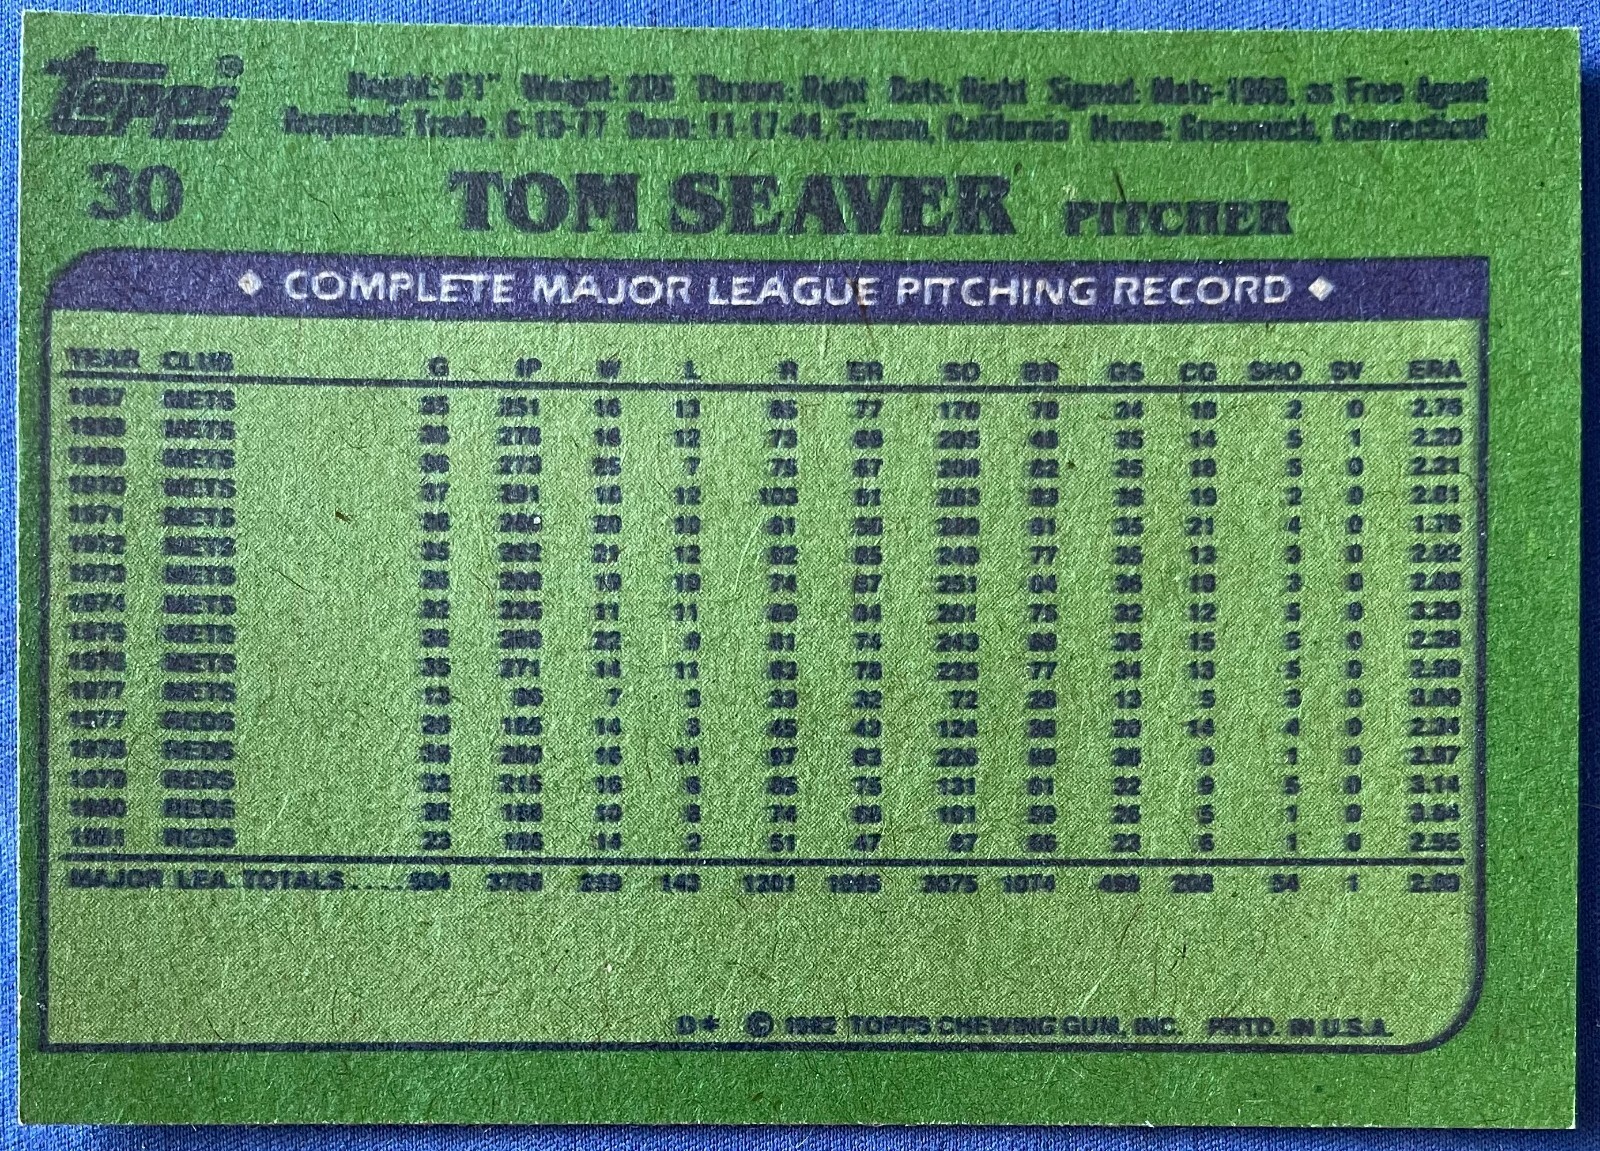 Topps ® Height: 6'1" Weight: 205 Throws: Right Bats: Right Signed: Mets-1966, as Free Agent
Acquired: Trade, 6-15-77 Born: 11-17-44, Fresno, California Home: Greenwich, Connecticut
30 TOM SEAVER PITCHER
COMPLETE MAJOR LEAGUE PITCHING RECORD
YEAR CLUB G IP W L R ER SO BB GS CG SHO SV ERA
1967 METS 35 251 16 13 85 77 170 78 34 18 2 0 2.76
1968 METS 36 278 16 12 73 68 205 48 35 14 5 1 2.20
1969 METS 36 273 25 7 75 67 208 82 35 18 5 0 2.21
1970 METS 37 291 18 12 103 91 283 83 36 19 2 0 2.81
1971 METS 36 286 20 10 61 56 289 61 35 21 4 0 1.76
1972 METS 35 262 21 12 92 85 249 77 35 13 3 0 2.92
1973 METS 36 290 19 10 74 67 251 64 36 18 3 0
1974 METS 32 236 11 11 89 84 201 75 32 12 5 0 3.20
1975 METS 36 280 22 9 81 74 243 88 36 15 5 0 2.38
1976 METS 35 271 14 11 83 78 235 77 34 13 5 0 2.59
1977 METS 13 96 7 3 33 32 72 28 13 5 3 0 3.00
1977 REDS 20 165 14 3 45 43 124 38 20 14 4 0 2.34
1978 REDS 36 260 16 14 97 83 226 89 36 8 1 0 2.87
1979 REDS 32 215 16 6 85 75 131 61 32 9 5 0 3.14
1980 REDS 26 168 10 8 74 68 101 59 26 5 1 0 3.64
1981 REDS 23 166 14 2 51 47 87 66 23 6 1 0 2.55
MAJOR LEA. TOTALS..... 504 259 143 1201 1095 3075 1074 54 1
D* © 1982 TOPPS CHEWING GUM, INC. PRTD. IN U.S.A.